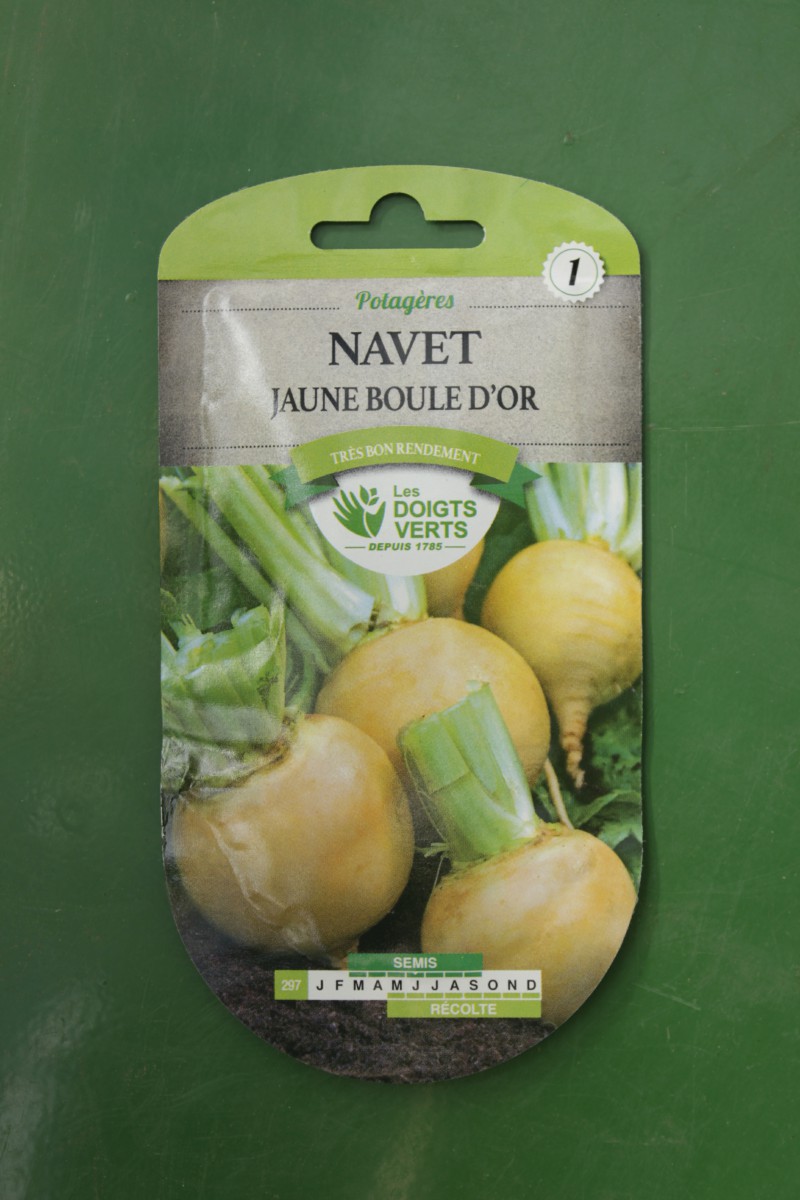 1
Potagères
NAVET
JAUNE BOULE D'OR
TRÈS BON RENDEMENT
Les
DOIGTS
VERTS
DEPUIS 1785
SEMIS
297 J F M A M J J A S O N D
RÉCOLTE